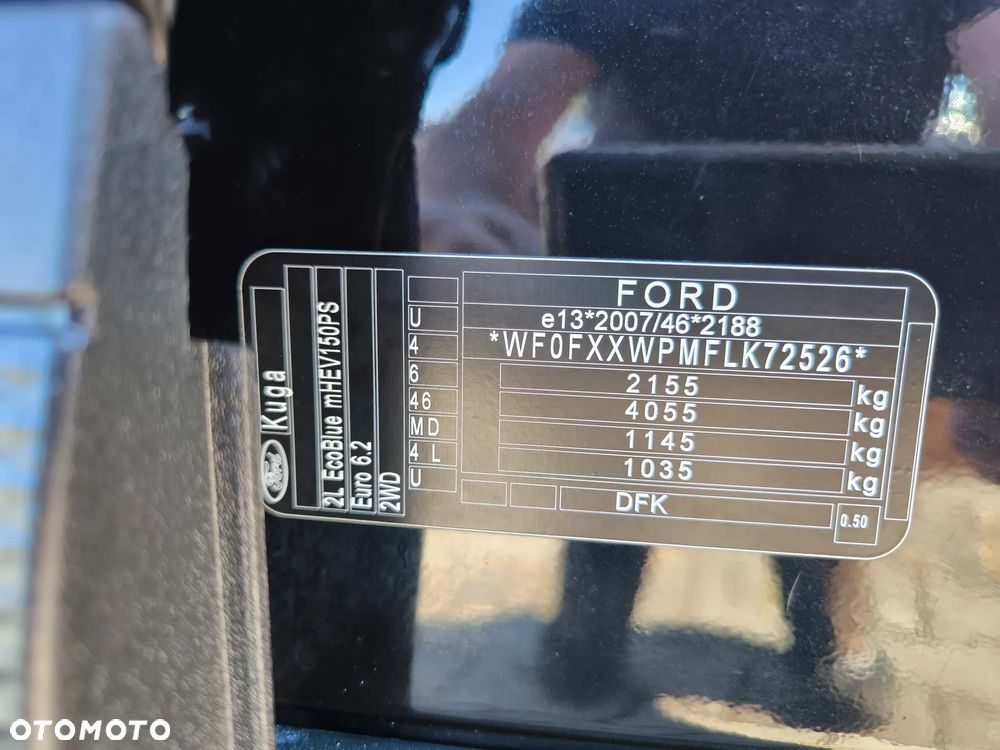 FORD
e13*2007/46*2188
*WF0FXXWPMFLK72526*
2155 kg
4055 kg
1145 kg
1035 kg
DFK
0.50
U
4
6
46
MD
4 L
U
Ford
Kuga
2L EcoBlue mHEV150PS
Euro 6.2
2WD
OTOMOTO